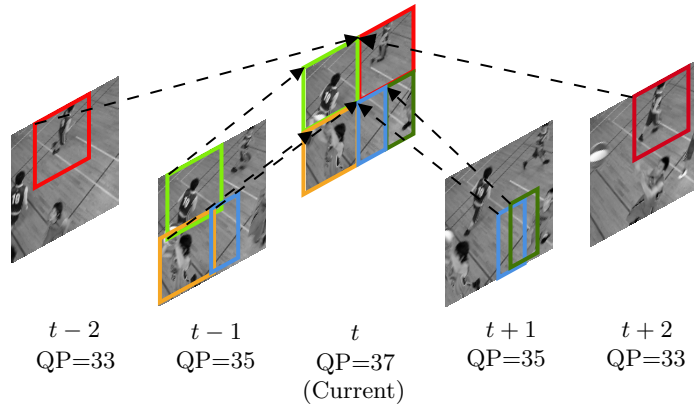 t − 2
QP=33
t − 1
QP=35
t
QP=37
(Current)
t + 1
QP=35
t + 2
QP=33